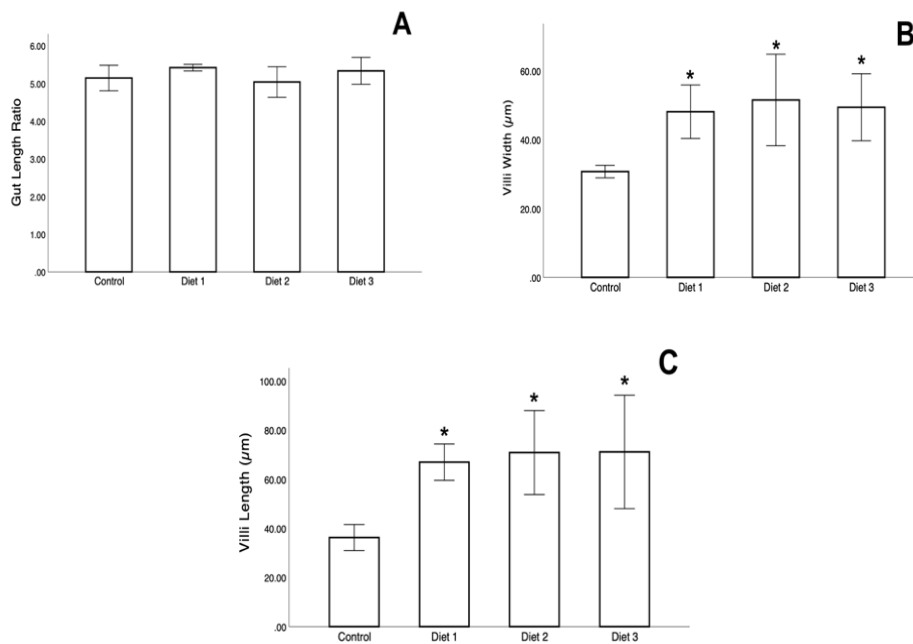 A
Gut Length Ratio
6.00
5.00
4.00
3.00
2.00
1.00
.00
Control Diet 1 Diet 2 Diet 3
B
Villi Width (µm)
60.00
40.00
20.00
.00
* * *
Control Diet 1 Diet 2 Diet 3
C
Villi Length (µm)
100.00
80.00
60.00
40.00
20.00
.00
* * *
Control Diet 1 Diet 2 Diet 3